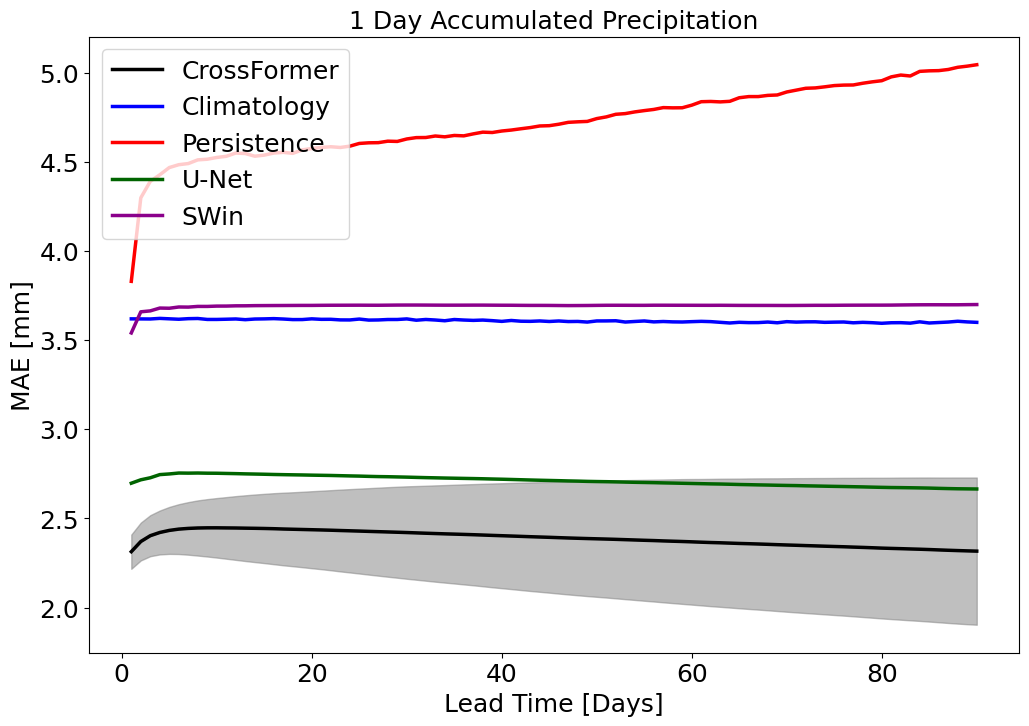 1 Day Accumulated Precipitation
CrossFormer
Climatology
Persistence
U-Net
SWin
MAE [mm]
5.0
4.5
4.0
3.5
3.0
2.5
2.0
0 20 40 60 80
Lead Time [Days]